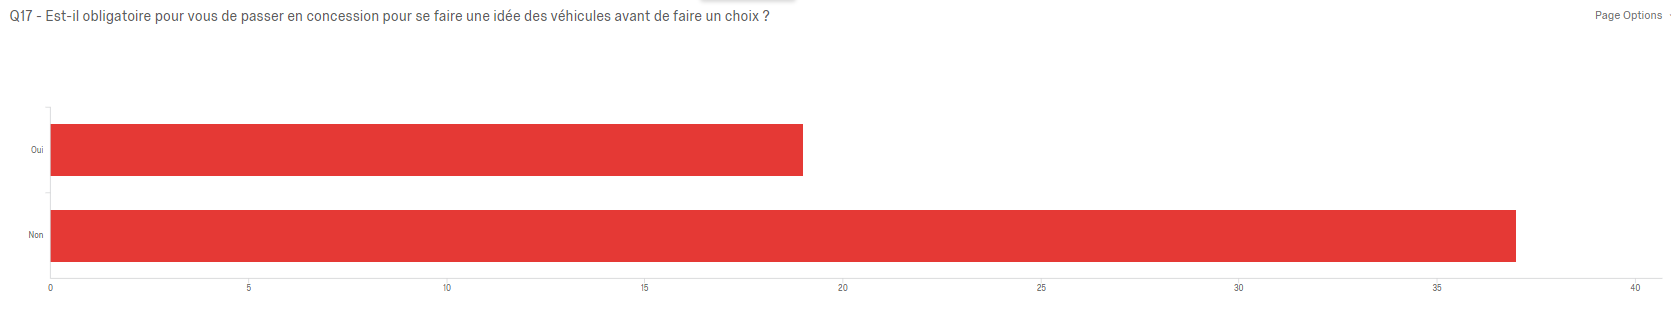 Q17 - Est-il obligatoire pour vous de passer en concession pour se faire une idée des véhicules avant de faire un choix ?
Page Options
Oui
Non
0 5 10 15 20 25 30 35 40